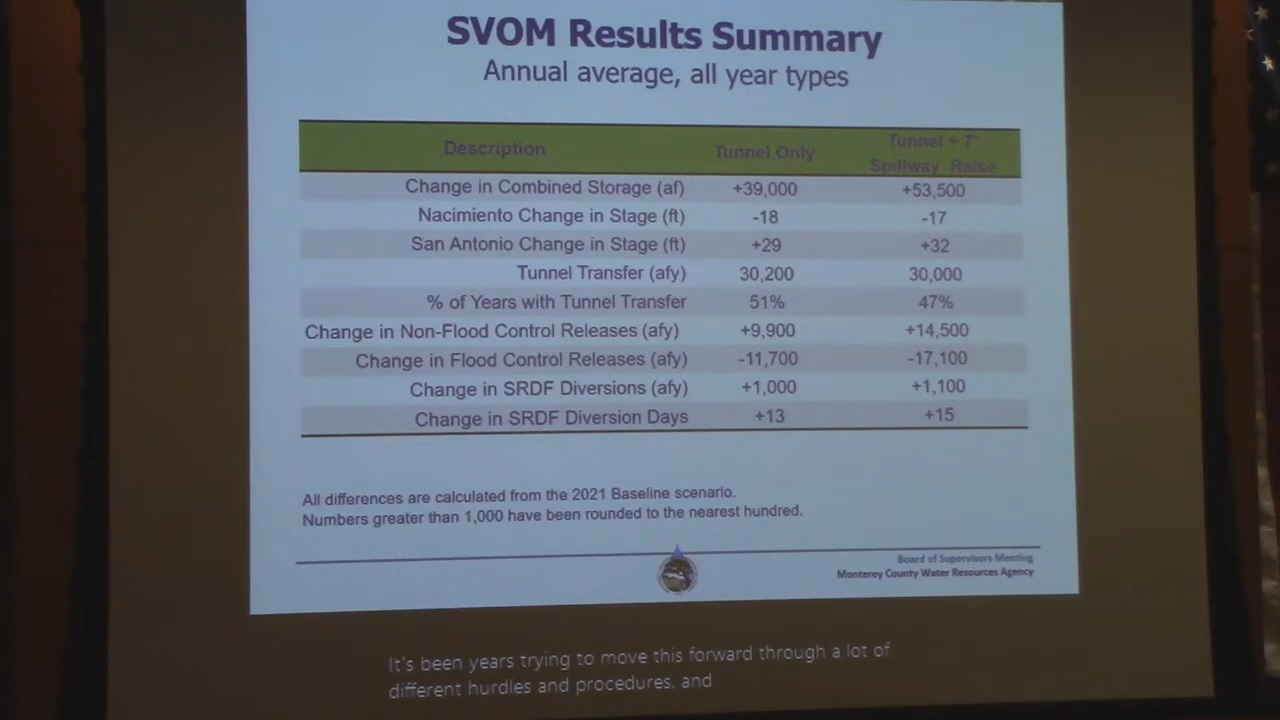 SVOM Results Summary
Annual average, all year types
Description Tunnel Only Tunnel + 7'
Spillway Raise
Change in Combined Storage (af) +39,000 +53,500
Nacimiento Change in Stage (ft) -18 -17
San Antonio Change in Stage (ft) +29 +32
Tunnel Transfer (afy) 30,200 30,000
% of Years with Tunnel Transfer 51% 47%
Change in Non-Flood Control Releases (afy) +9,900 +14,500
Change in Flood Control Releases (afy) -11,700 -17,100
Change in SRDF Diversions (afy) +1,000 +1,100
Change in SRDF Diversion Days +13 +15
All differences are calculated from the 2021 Baseline scenario.
Numbers greater than 1,000 have been rounded to the nearest hundred.
Board of Supervisors Meeting
Monterey County Water Resources Agency
It's been years trying to move this forward through a lot of
different hurdles and procedures, and